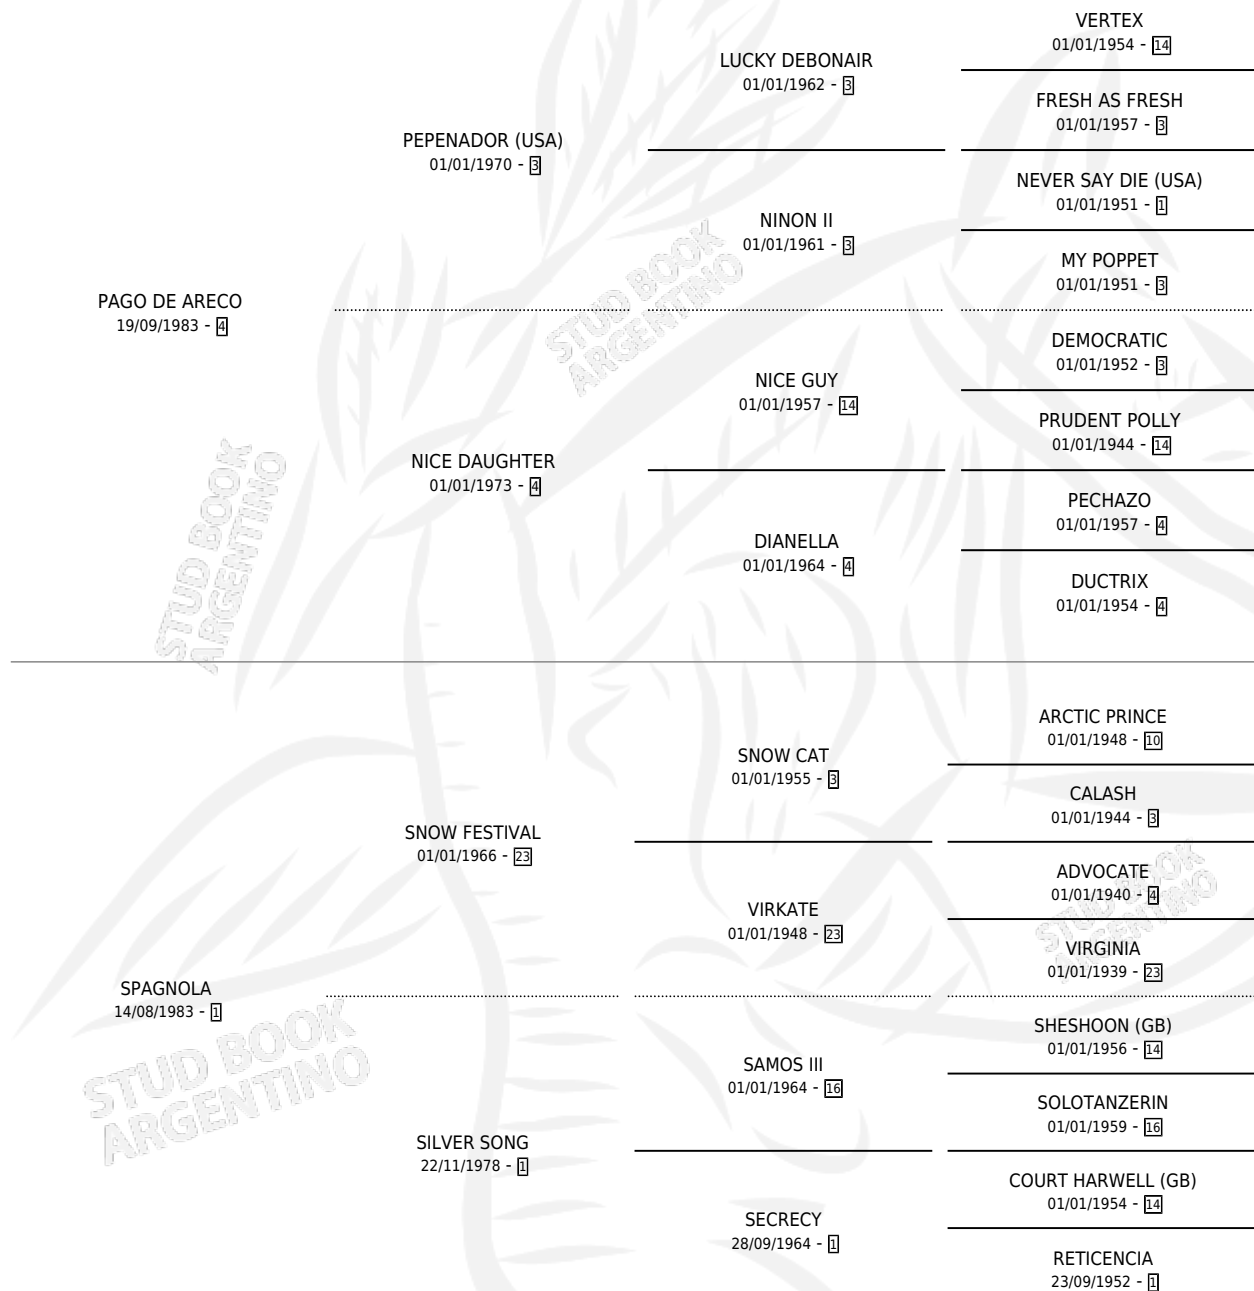 VERTEX
01/01/1954 - 14
LUCKY DEBONAIR
01/01/1962 - 3
FRESH AS FRESH
01/01/1957 - 3
PEPENADOR (USA)
01/01/1970 - 3
NEVER SAY DIE (USA)
01/01/1951 - 1
NINON II
01/01/1961 - 3
MY POPPET
01/01/1951 - 3
PAGO DE ARECO
19/09/1983 - 4
DEMOCRATIC
01/01/1952 - 3
NICE GUY
01/01/1957 - 14
PRUDENT POLLY
01/01/1944 - 14
NICE DAUGHTER
01/01/1973 - 4
PECHAZO
01/01/1957 - 4
DIANELLA
01/01/1964 - 4
DUCTRIX
01/01/1954 - 4
ARCTIC PRINCE
01/01/1948 - 10
SNOW CAT
01/01/1955 - 3
CALASH
01/01/1944 - 3
SNOW FESTIVAL
01/01/1966 - 23
ADVOCATE
01/01/1940 - 4
VIRKATE
01/01/1948 - 23
VIRGINIA
01/01/1939 - 23
SPAGNOLA
14/08/1983 - 1
SHESHOON (GB)
01/01/1956 - 14
SAMOS III
01/01/1964 - 16
SOLOTANZERIN
01/01/1959 - 16
SILVER SONG
22/11/1978 - 1
COURT HARWELL (GB)
01/01/1954 - 14
SECRECY
28/09/1964 - 1
RETICENCIA
23/09/1952 - 1
STUD BOOK
ARGENTINO
STUD BOOK
ARGENTINO
STUD BOOK
ARGENTINO
STUD BOOK
ARGENTINO